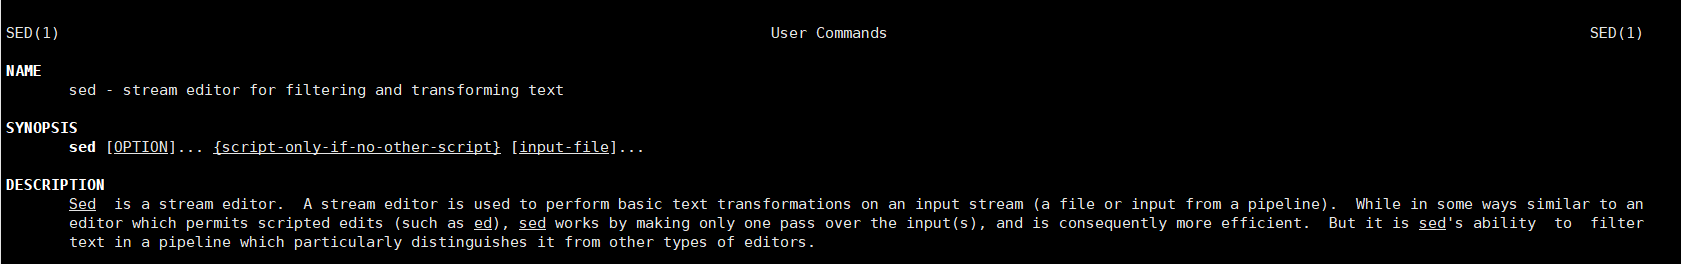 SED(1) User Commands SED(1)
NAME
sed - stream editor for filtering and transforming text
SYNOPSIS
sed [OPTION]... {script-only-if-no-other-script} [input-file]...
DESCRIPTION
Sed is a stream editor. A stream editor is used to perform basic text transformations on an input stream (a file or input from a pipeline). While in some ways similar to an
editor which permits scripted edits (such as ed), sed works by making only one pass over the input(s), and is consequently more efficient. But it is sed's ability to filter
text in a pipeline which particularly distinguishes it from other types of editors.